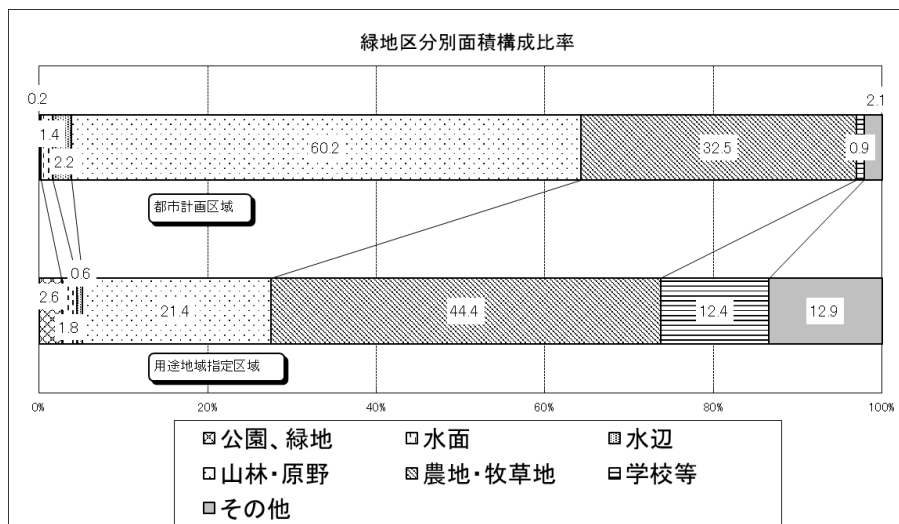 緑地区分別面積構成比率
0.2
2.1
1.4
60.2
32.5
0.9
2.2
都市計画区域
0.6
2.6
21.4
44.4
12.4
12.9
1.8
用途地域指定区域
0% 20% 40% 60% 80% 100%
公園、緑地 水面 水辺
山林・原野 農地・牧草地 学校等
その他